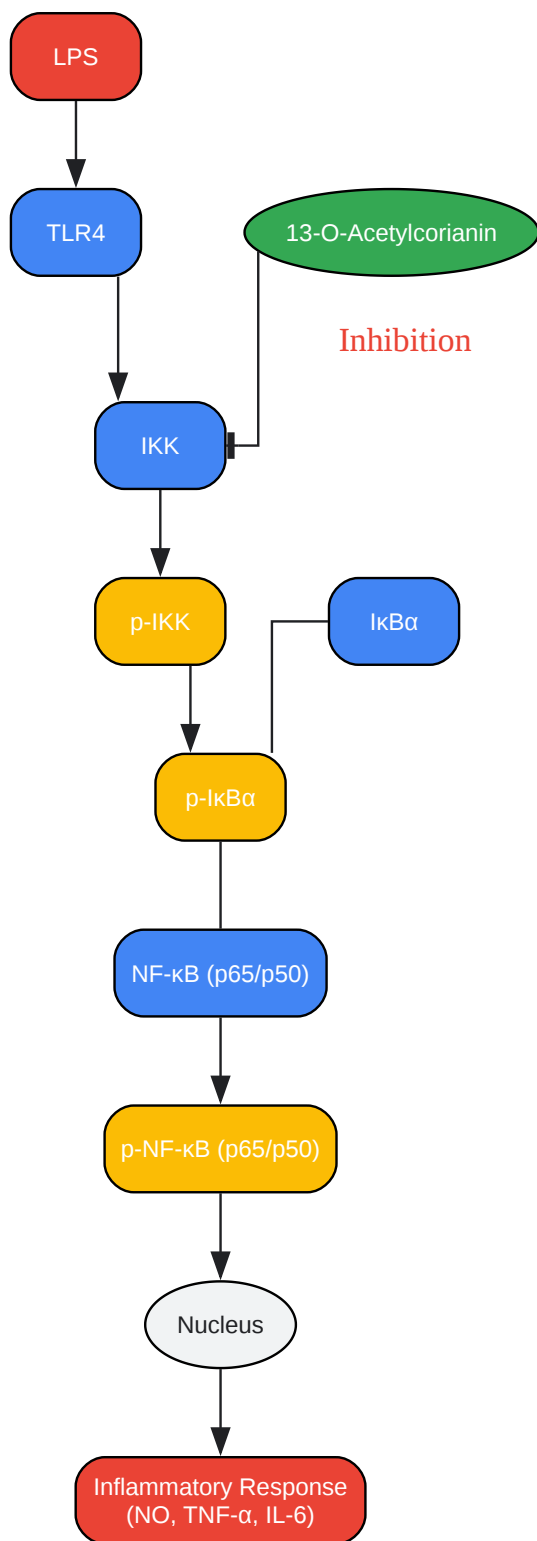 LPS
TLR4
13-O-Acetylcorianin
Inhibition
IKK
p-IKK
IκBα
p-IκBα
NF-κB (p65/p50)
p-NF-κB (p65/p50)
Nucleus
Inflammatory Response
(NO, TNF-α, IL-6)